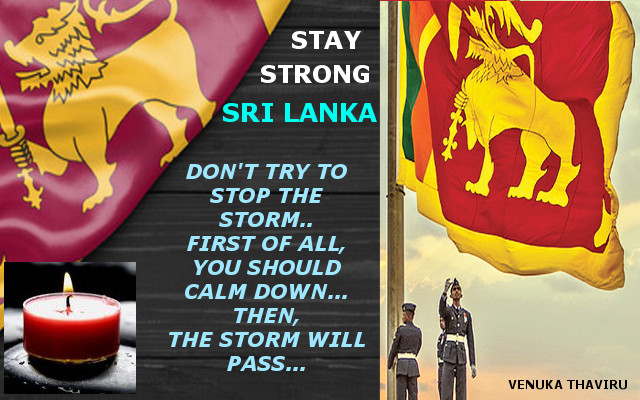 STAY
STRONG
SRI LANKA
DON'T TRY TO
STOP THE
STORM..
FIRST OF ALL,
YOU SHOULD
CALM DOWN...
THEN,
THE STORM WILL
PASS...
VENUKA THAVIRU